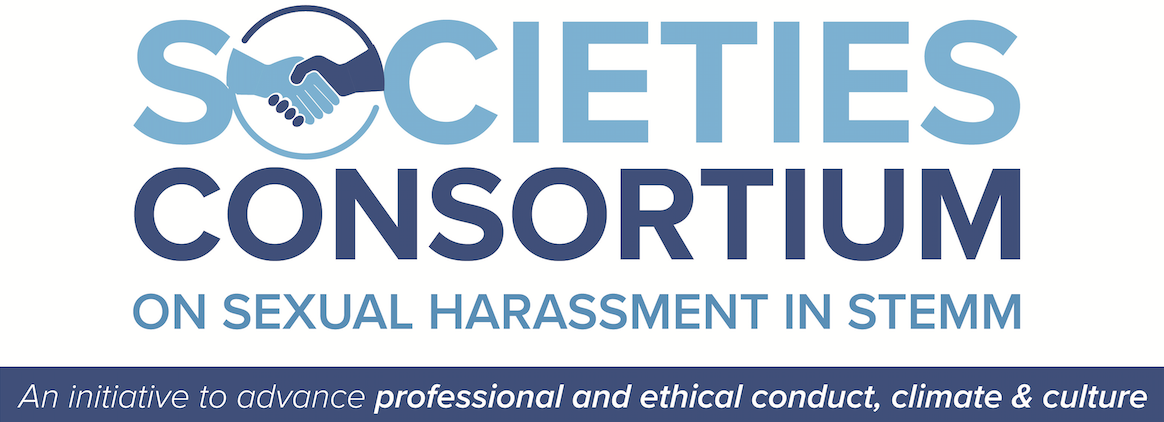 SOCIETIES
CONSORTIUM
ON SEXUAL HARASSMENT IN STEMM
An initiative to advance professional and ethical conduct, climate & culture